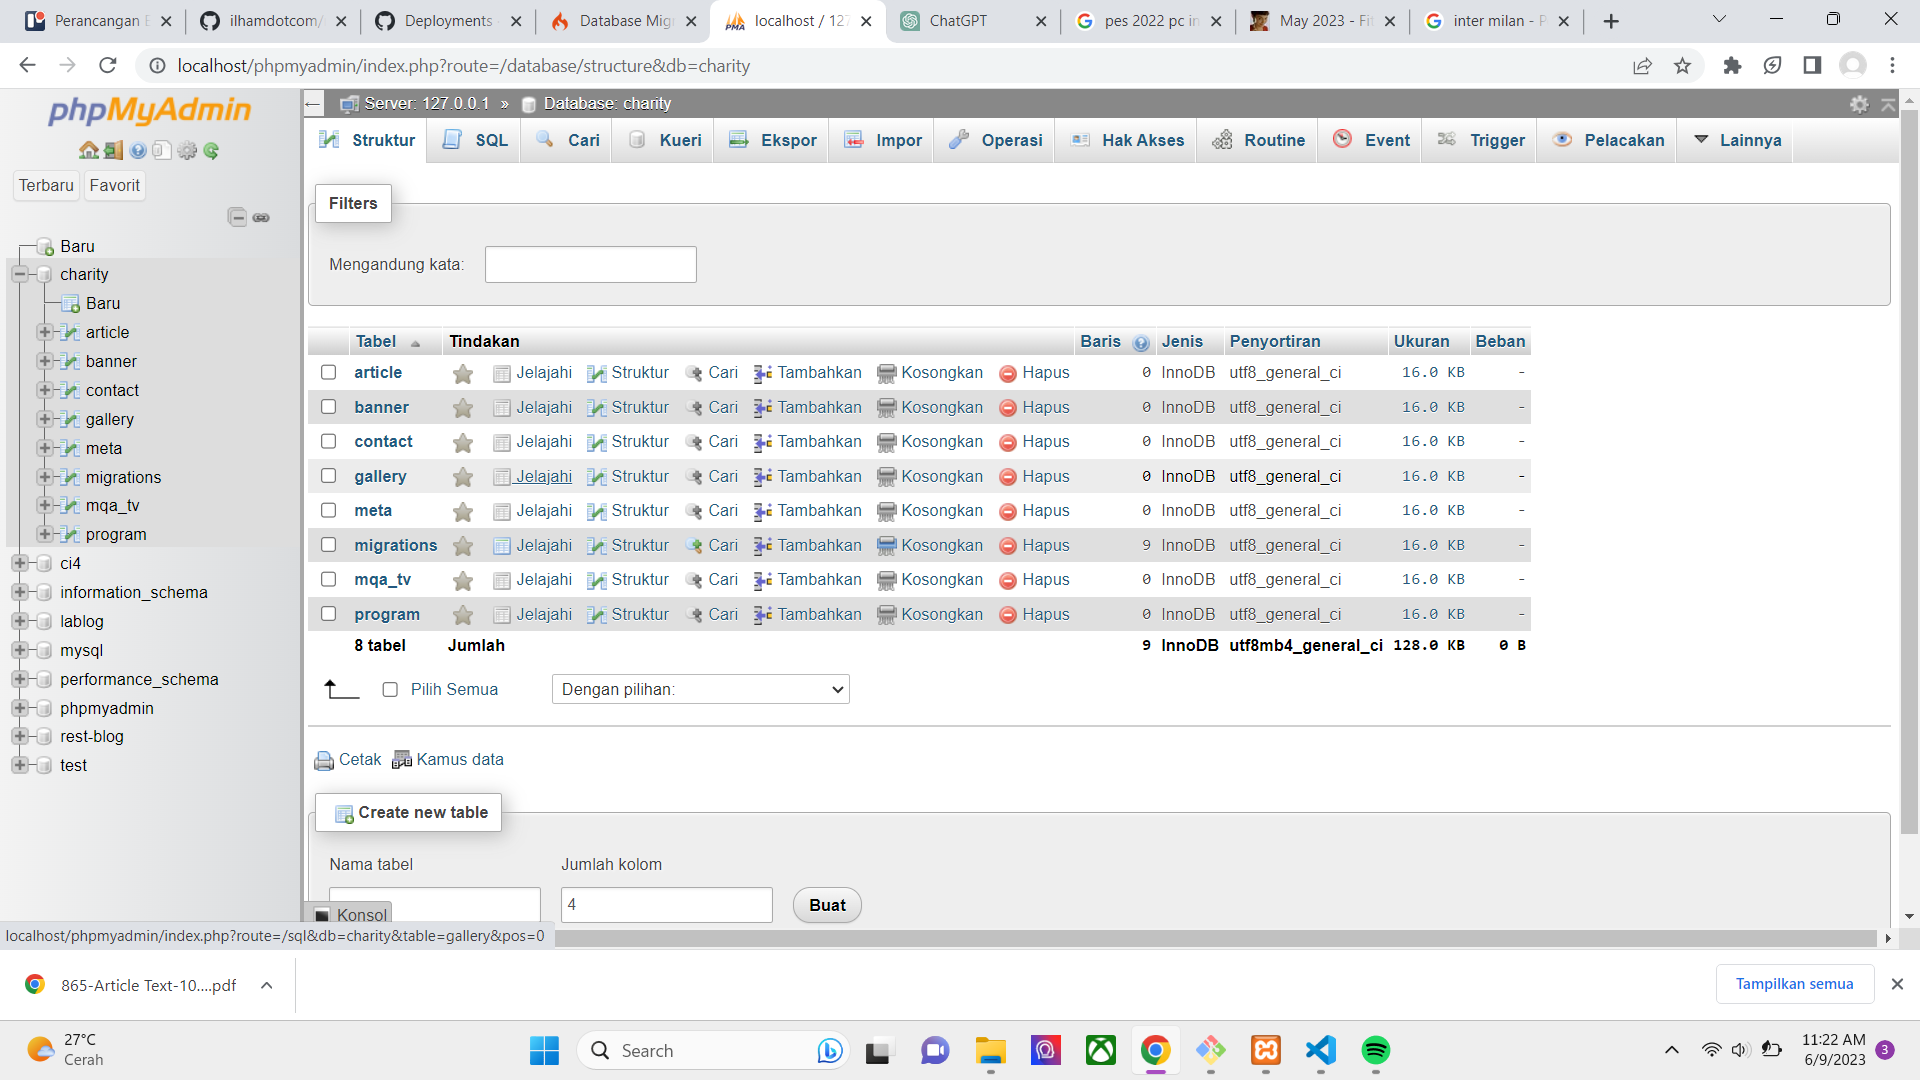 Perancangan
ilhamdotcom/
Deployments
Database Mig
PMA
localhost / 127
ChatGPT
pes 2022 pc in
May 2023 - Fit
inter milan - P
localhost/phpmyadmin/index.php?route=/database/structure&db=charity
phpMyAdmin
Terbaru
Favorit
Baru
charity
Baru
article
banner
contact
gallery
meta
migrations
mqa_tv
program
ci4
information_schema
lablog
mysql
performance_schema
phpmyadmin
rest-blog
test
Server: 127.0.0.1 » Database: charity
Struktur SQL Cari Kueri Ekspor Impor Operasi Hak Akses Routine Event Trigger Pelacakan Lainnya
Filters
Mengandung kata:
Tabel Tindakan Baris Jenis Penyortiran Ukuran Beban
article Jelajahi Struktur Cari Tambahkan Kosongkan Hapus 0 InnoDB utf8_general_ci 16.0 KB -
banner Jelajahi Struktur Cari Tambahkan Kosongkan Hapus 0 InnoDB utf8_general_ci 16.0 KB -
contact Jelajahi Struktur Cari Tambahkan Kosongkan Hapus 0 InnoDB utf8_general_ci 16.0 KB -
gallery Jelajahi Struktur Cari Tambahkan Kosongkan Hapus 0 InnoDB utf8_general_ci 16.0 KB -
meta Jelajahi Struktur Cari Tambahkan Kosongkan Hapus 0 InnoDB utf8_general_ci 16.0 KB -
migrations Jelajahi Struktur Cari Tambahkan Kosongkan Hapus 9 InnoDB utf8_general_ci 16.0 KB -
mqa_tv Jelajahi Struktur Cari Tambahkan Kosongkan Hapus 0 InnoDB utf8_general_ci 16.0 KB -
program Jelajahi Struktur Cari Tambahkan Kosongkan Hapus 0 InnoDB utf8_general_ci 16.0 KB -
8 tabel Jumlah 9 InnoDB utf8mb4_general_ci 128.0 KB 0 B
Pilih Semua
Dengan pilihan:
Cetak Kamus data
Create new table
Nama tabel
Jumlah kolom
4
Buat
Konsol
localhost/phpmyadmin/index.php?route=/sql&db=charity&table=gallery&pos=0
865-Article Text-10....pdf
Tampilkan semua
27°C
Cerah
Search
11:22 AM
6/9/2023
3